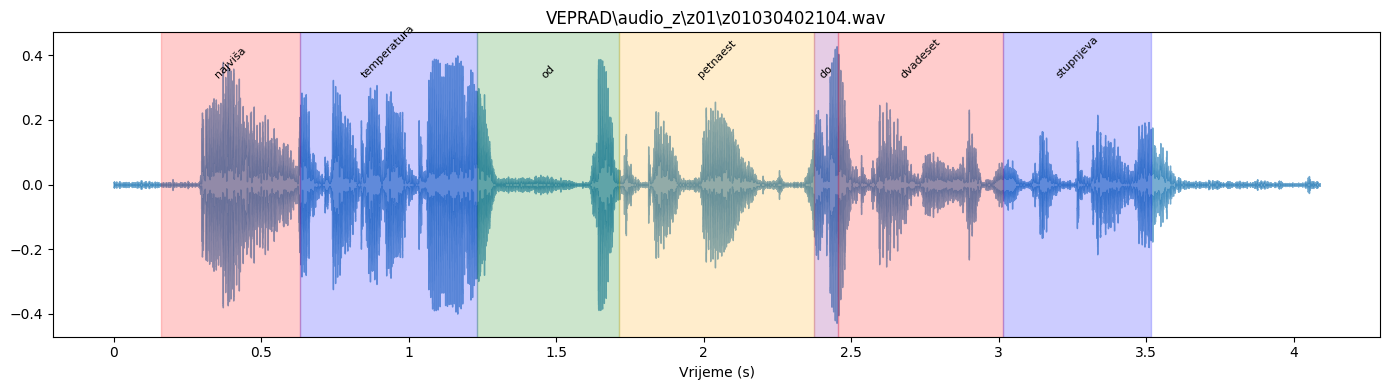 VEPRAD\audio_z\z01\z01030402104.wav
najviša temperatura od petnaest do dvadeset stupnjeva
0.4
0.2
0.0
−0.2
−0.4
0 0.5 1 1.5 2 2.5 3 3.5 4
Vrijeme (s)